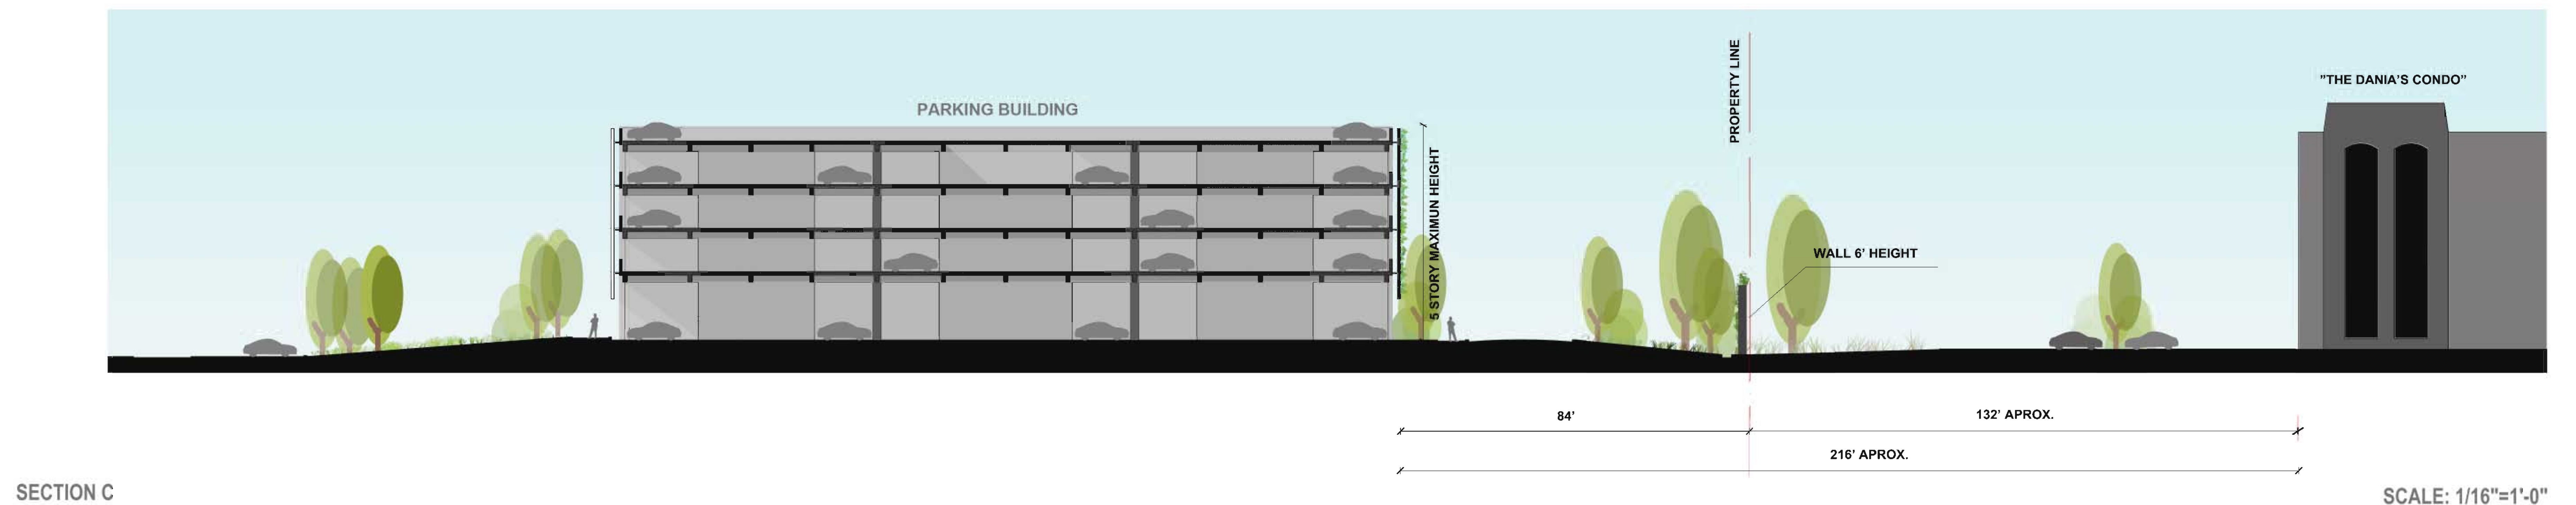 PARKING BUILDING
PROPERTY LINE
"THE DANIA'S CONDO"
5 STORY MAXIMUN HEIGHT
WALL 6' HEIGHT
84'
132' APROX.
216' APROX.
SECTION C
SCALE: 1/16"=1'-0"